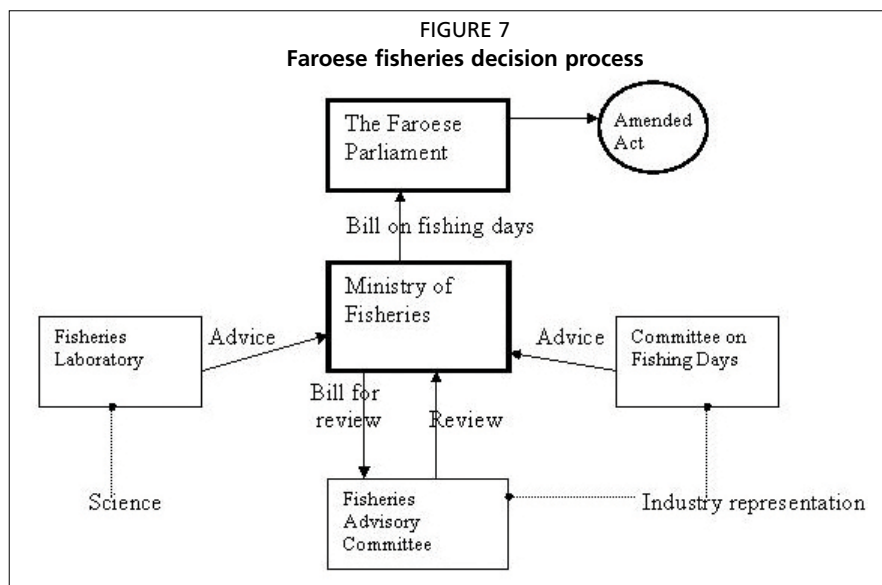 FIGURE 7
Faroese fisheries decision process
The Faroese
Parliament
Amended
Act
Bill on fishing days
Ministry of
Fisheries
Fisheries
Laboratory
Advice
Advice
Committee on
Fishing Days
Bill for
review
Review
Science
Fisheries
Advisory
Committee
Industry representation